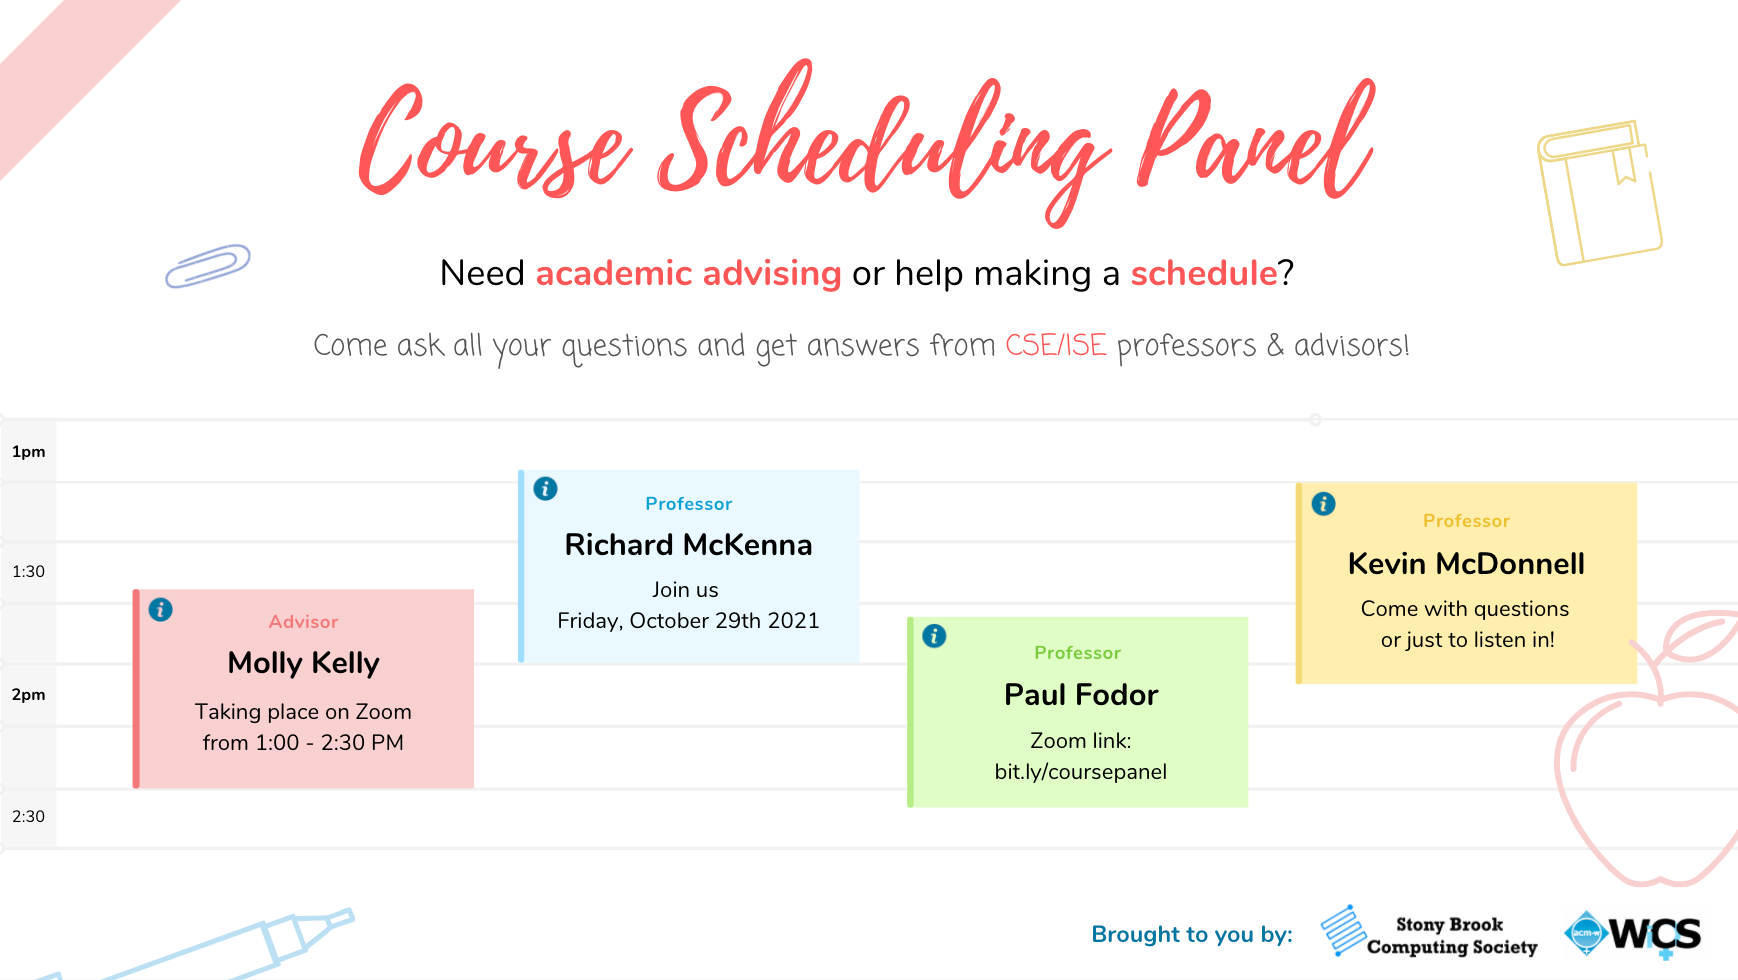 Course Scheduling Panel
Need academic advising or help making a schedule?
Come ask all your questions and get answers from CSE/ISE professors & advisors!
1pm
1:30
2pm
2:30
Advisor
Molly Kelly
Taking place on Zoom
from 1:00 - 2:30 PM
Professor
Richard McKenna
Join us
Friday, October 29th 2021
Professor
Paul Fodor
Zoom link:
bit.ly/coursepanel
Professor
Kevin McDonnell
Come with questions
or just to listen in!
Brought to you by:
Stony Brook
Computing Society
acm-w
WiCS